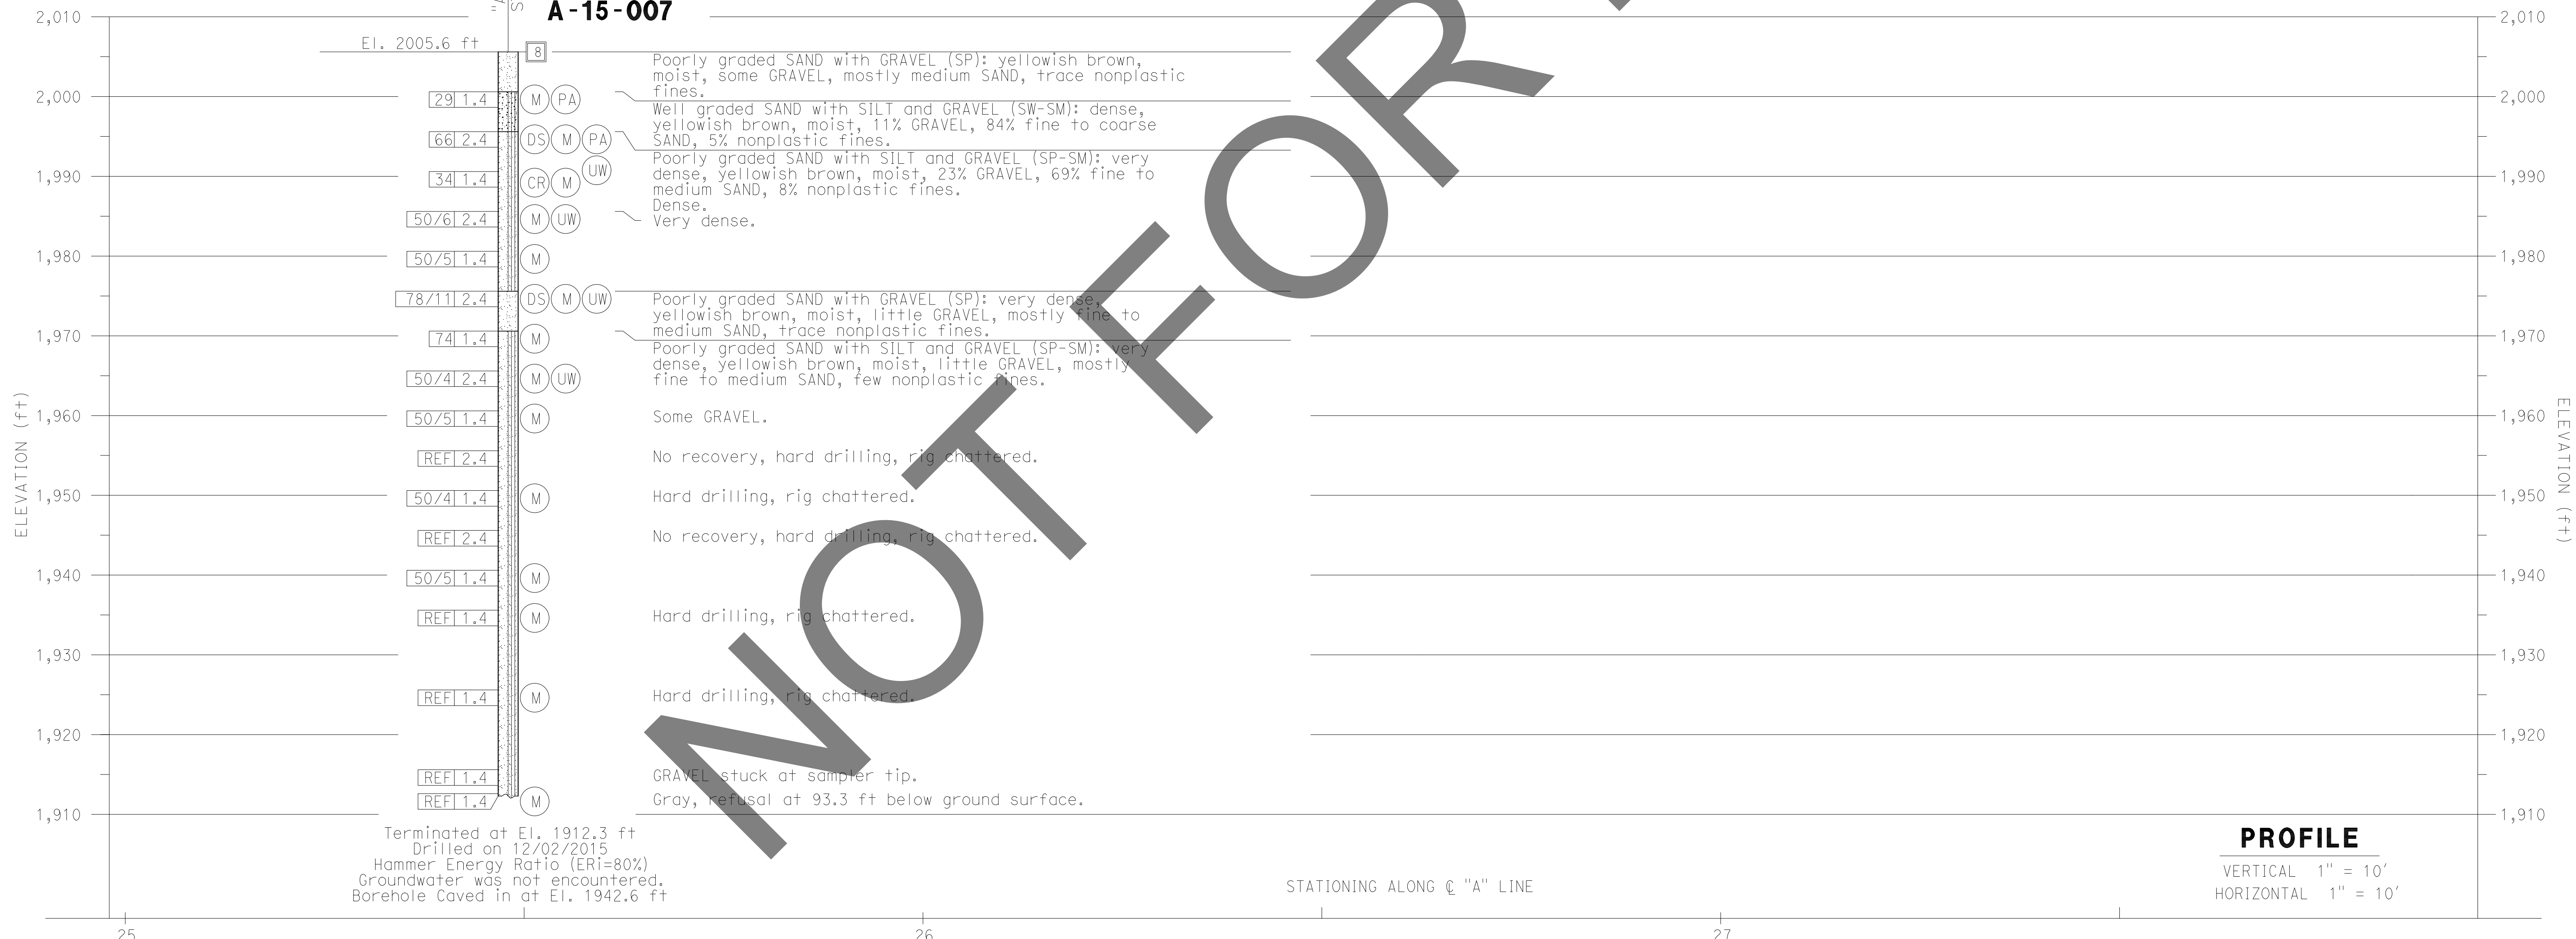 A-15-007
2,010
2,010
El. 2005.6 ft
8
Poorly graded SAND with GRAVEL (SP): yellowish brown,
moist, some GRAVEL, mostly medium SAND, trace nonplastic
fines.
2,000
29 1.4
M PA
2,000
Well graded SAND with SILT and GRAVEL (SW-SM): dense,
yellowish brown, moist, 11% GRAVEL, 84% fine to coarse
SAND, 5% nonplastic fines.
66 2.4
DS M PA
Poorly graded SAND with SILT and GRAVEL (SP-SM): very
dense, yellowish brown, moist, 23% GRAVEL, 69% fine to
medium SAND, 8% nonplastic fines.
1,990
34 1.4
CR M UW
1,990
Dense.
50/6 2.4
M UW
Very dense.
1,980
50/5 1.4
M
1,980
78/11 2.4
DS M UW
Poorly graded SAND with GRAVEL (SP): very dense,
yellowish brown, moist, little GRAVEL, mostly fine to
medium SAND, trace nonplastic fines.
1,970
74 1.4
M
1,970
Poorly graded SAND with SILT and GRAVEL (SP-SM): very
dense, yellowish brown, moist, little GRAVEL, mostly
fine to medium SAND, few nonplastic fines.
50/4 2.4
M UW
1,960
50/5 1.4
M
Some GRAVEL.
1,960
REF 2.4
No recovery, hard drilling, rig chattered.
1,950
50/4 1.4
M
Hard drilling, rig chattered.
1,950
REF 2.4
No recovery, hard drilling, rig chattered.
1,940
50/5 1.4
M
1,940
REF 1.4
M
Hard drilling, rig chattered.
1,930
1,930
REF 1.4
M
Hard drilling, rig chattered.
1,920
1,920
REF 1.4
GRAVEL stuck at sampler tip.
REF 1.4
M
Gray, refusal at 93.3 ft below ground surface.
1,910
1,910
ELEVATION (ft)
ELEVATION (ft)
Terminated at El. 1912.3 ft
Drilled on 12/02/2015
Hammer Energy Ratio (ERi=80%)
Groundwater was not encountered.
Borehole Caved in at El. 1942.6 ft
STATIONING ALONG ℄ "A" LINE
PROFILE
VERTICAL 1" = 10'
HORIZONTAL 1" = 10'
25
26
27
NOT FOR